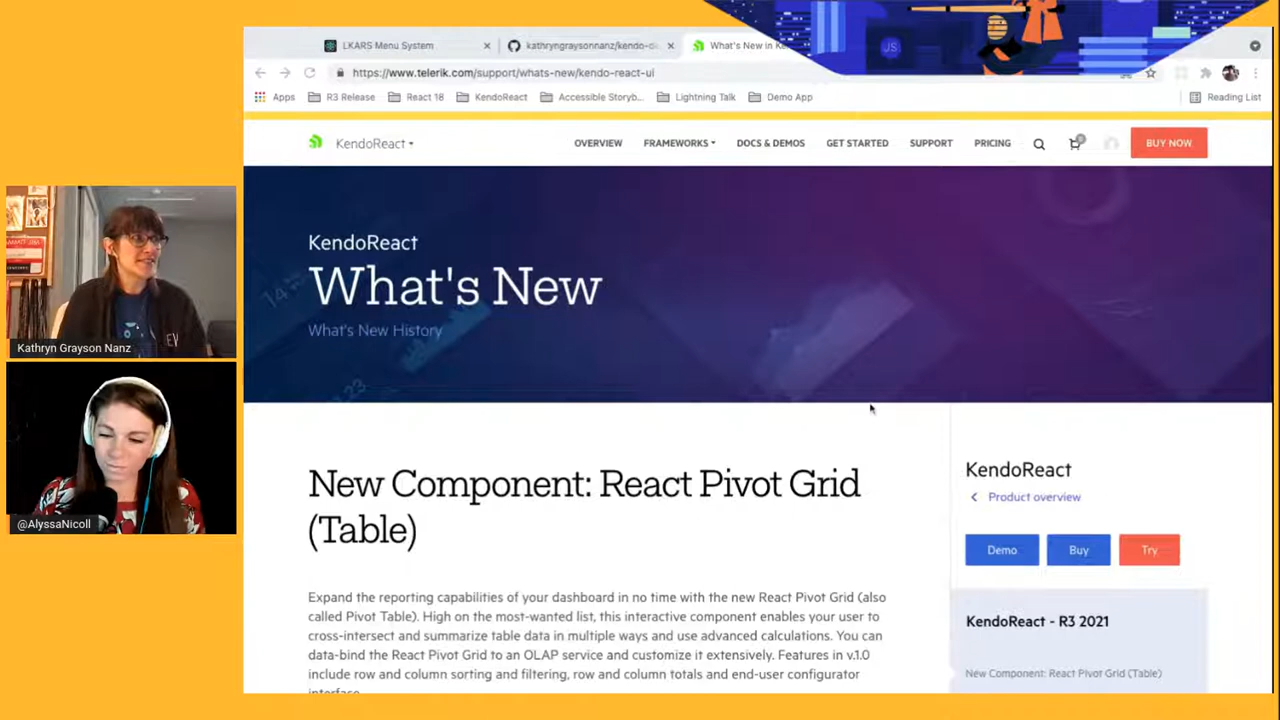 JS
LKARS Menu System
kathryngraysonnanz/kendo-d
What's New in Ke
https://www.telerik.com/support/whats-new/kendo-react-ui
Apps
R3 Release
React 18
KendoReact
Accessible Storyb...
Lightning Talk
Demo App
Reading List
KendoReact
OVERVIEW
FRAMEWORKS
DOCS & DEMOS
GET STARTED
SUPPORT
PRICING
0
BUY NOW
KendoReact
What's New
What's New History
Kathryn Grayson Nanz
@AlyssaNicoll
New Component: React Pivot Grid
(Table)
Expand the reporting capabilities of your dashboard in no time with the new React Pivot Grid (also
called Pivot Table). High on the most-wanted list, this interactive component enables your user to
cross-intersect and summarize table data in multiple ways and use advanced calculations. You can
data-bind the React Pivot Grid to an OLAP service and customize it extensively. Features in v.1.0
include row and column sorting and filtering, row and column totals and end-user configurator
interface.
KendoReact
Product overview
Demo
Buy
Try
KendoReact - R3 2021
New Component: React Pivot Grid (Table)